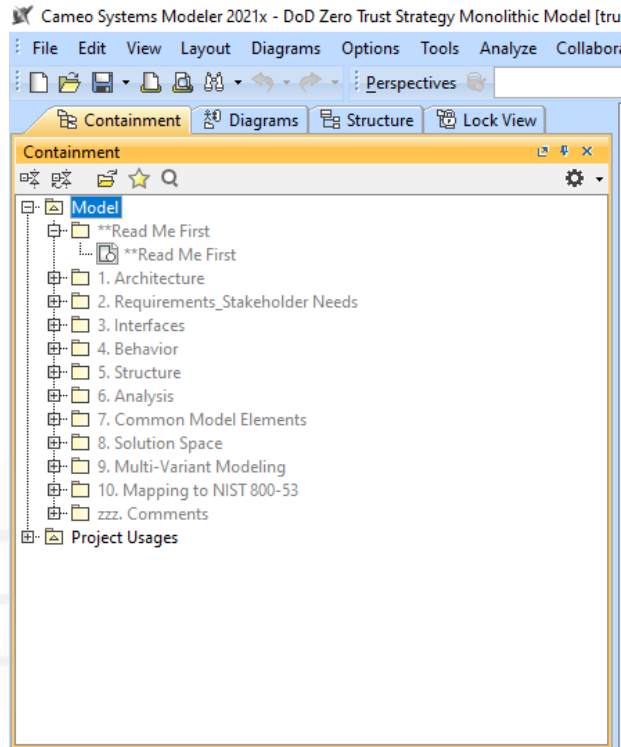 Cameo Systems Modeler 2021x - DoD Zero Trust Strategy Monolithic Model [tru
File Edit View Layout Diagrams Options Tools Analyze Collabora
Perspectives
Containment Diagrams Structure Lock View
Containment
Model
**Read Me First
**Read Me First
1. Architecture
2. Requirements_Stakeholder Needs
3. Interfaces
4. Behavior
5. Structure
6. Analysis
7. Common Model Elements
8. Solution Space
9. Multi-Variant Modeling
10. Mapping to NIST 800-53
zzz. Comments
Project Usages